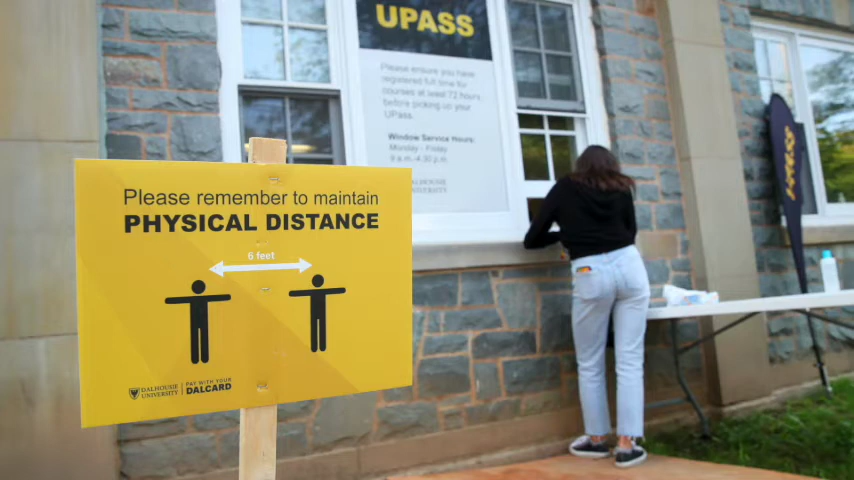 UPASS
Please ensure you have
registered full time for
courses at least 72 hours
before picking up your
UPass.
Window Service Hours:
Monday - Friday
9 a.m.-4:30 p.m.
DALHOUSIE
UNIVERSITY
Please remember to maintain
PHYSICAL DISTANCE
6 feet
DALHOUSIE
UNIVERSITY
PAY WITH YOUR
DALCARD